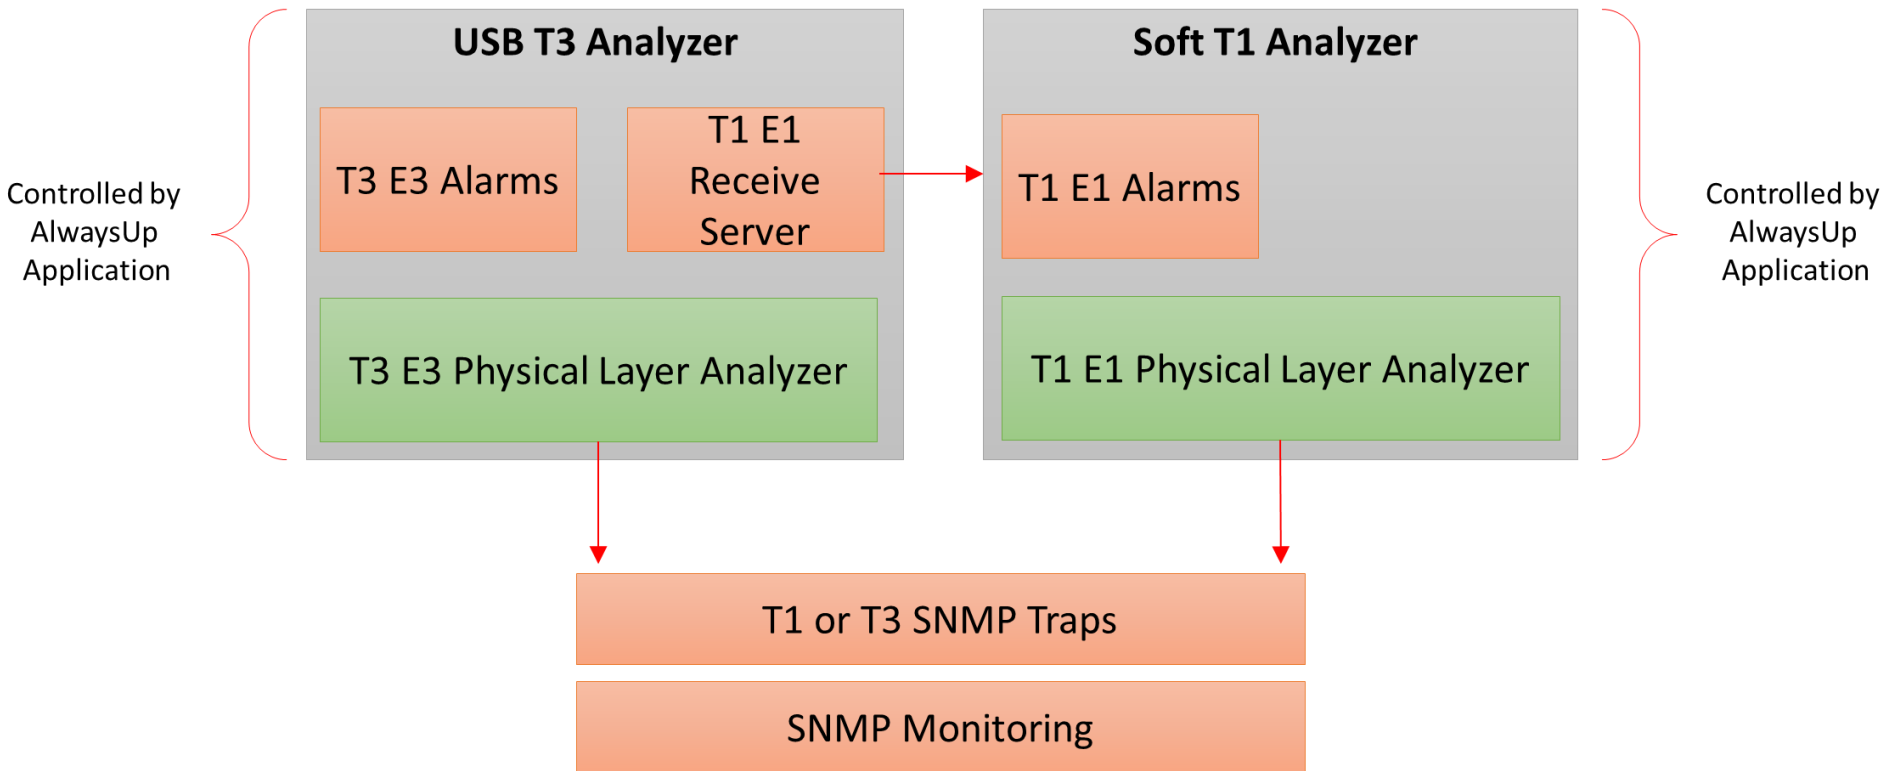 USB T3 Analyzer
Soft T1 Analyzer
Controlled by
AlwaysUp
Application
T3 E3 Alarms
T1 E1
Receive
Server
T1 E1 Alarms
Controlled by
AlwaysUp
Application
T3 E3 Physical Layer Analyzer
T1 E1 Physical Layer Analyzer
T1 or T3 SNMP Traps
SNMP Monitoring